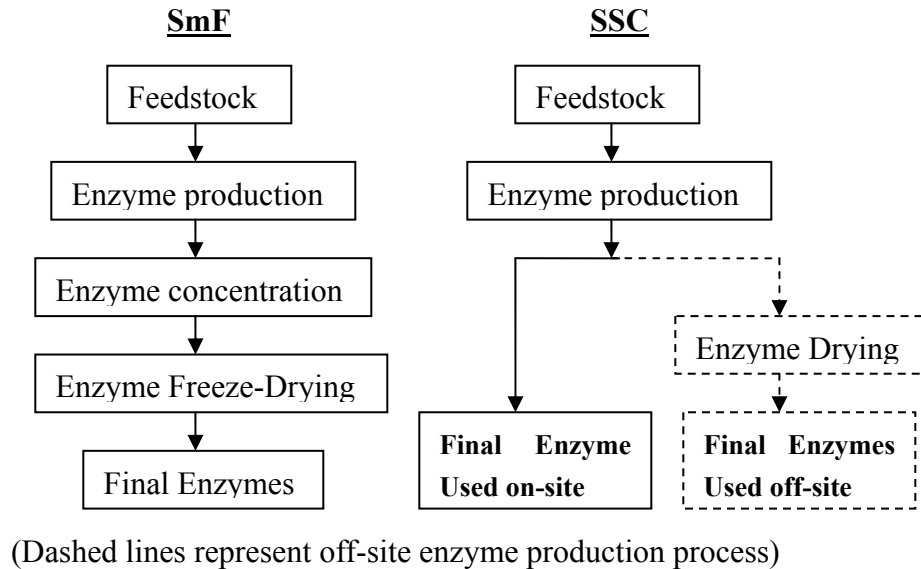 SmF
Feedstock
Enzyme production
Enzyme concentration
Enzyme Freeze-Drying
Final Enzymes
SSC
Feedstock
Enzyme production
Enzyme Drying
Final Enzyme
Used on-site
Final Enzymes
Used off-site
(Dashed lines represent off-site enzyme production process)